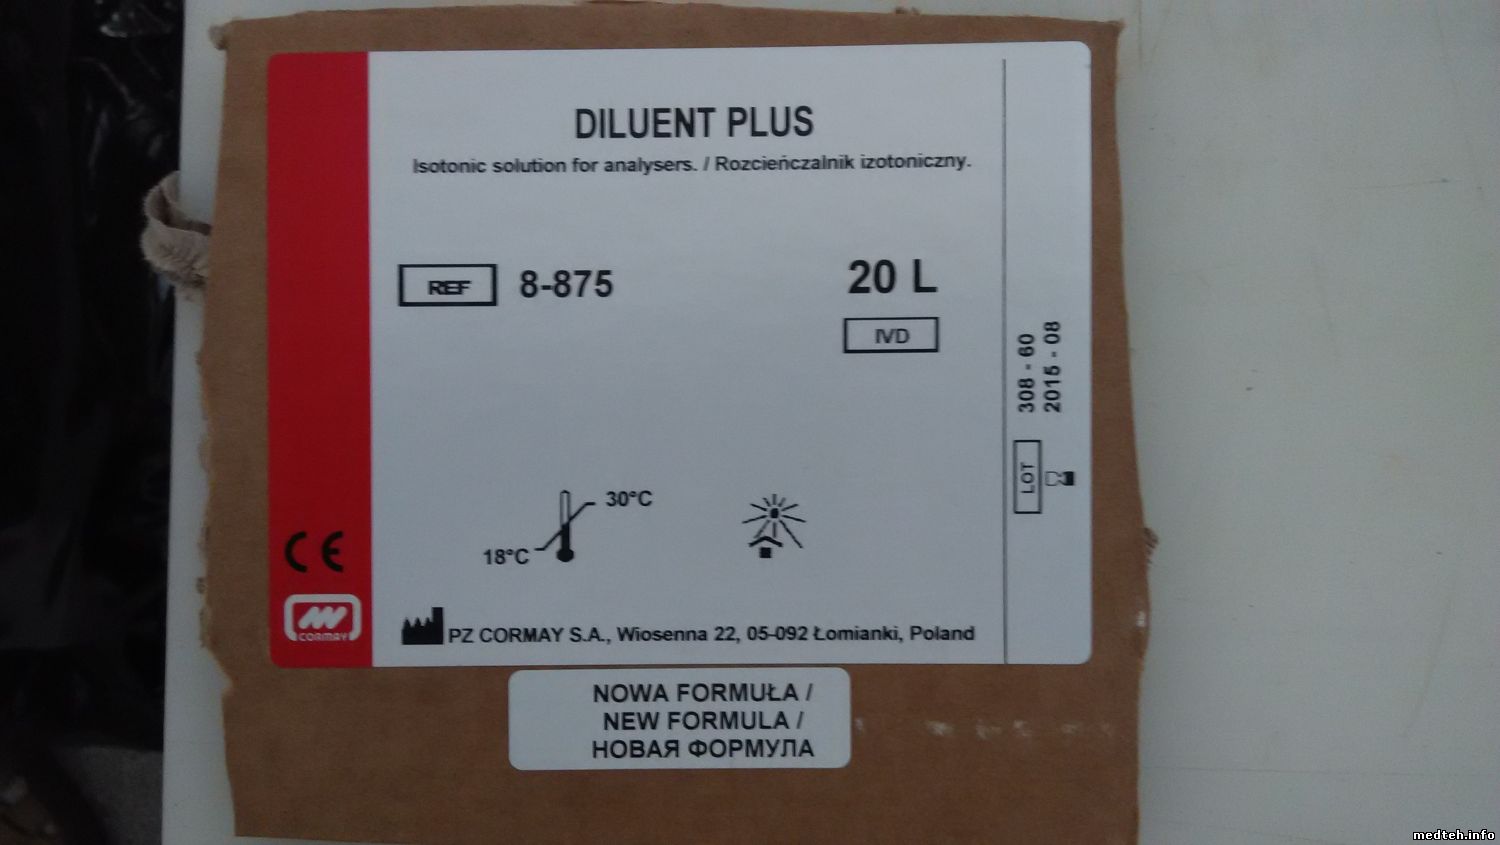 DILUENT PLUS
Isotonic solution for analysers. / Rozcieńczalnik izotoniczny.
REF 8-875
20 L
IVD
30°C
18°C
CE
CORMAY
PZ CORMAY S.A., Wiosenna 22, 05-092 Łomianki, Poland
LOT 308 - 60
2015 - 08
NOWA FORMUŁA /
NEW FORMULA /
НОВАЯ ФОРМУЛА
medteh.info